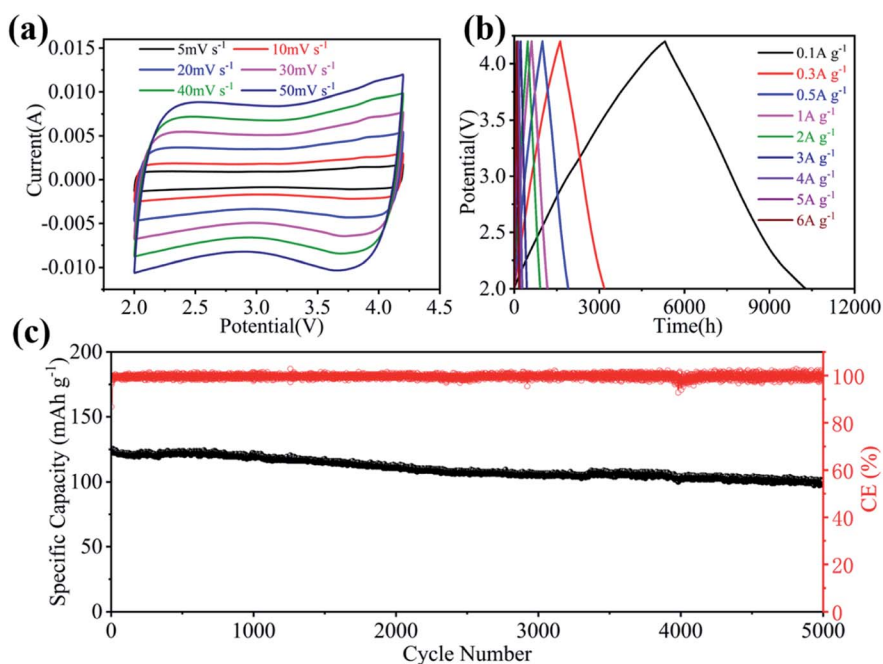 (a)
0.015
0.010
0.005
0.000
-0.005
-0.010
Current(A)
5mV s⁻¹ 10mV s⁻¹
20mV s⁻¹ 30mV s⁻¹
40mV s⁻¹ 50mV s⁻¹
2.0 2.5 3.0 3.5 4.0 4.5
Potential(V)
(b)
4.0
3.5
3.0
2.5
2.0
Potential(V)
0.1A g⁻¹
0.3A g⁻¹
0.5A g⁻¹
1A g⁻¹
2A g⁻¹
3A g⁻¹
4A g⁻¹
5A g⁻¹
6A g⁻¹
0 3000 6000 9000 12000
Time(h)
(c)
200
150
100
50
0
Specific Capacity (mAh g⁻¹)
100
80
60
40
20
0
CE (%)
0 1000 2000 3000 4000 5000
Cycle Number